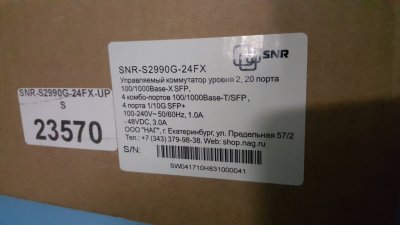 SNR-S2990G-24FX
SNR
Управляемый коммутатор уровня 2, 20 порта
100/1000Base-X SFP,
4 комбо-портов 100/1000Base-T/SFP,
4 порта 1/10G SFP+
100-240V~ 50/60Hz, 1.0A
- 48VDC, 3.0A
ООО "НАГ", г. Екатеринбург, ул. Предельная 57/2
Тел.: +7 (343) 379-98-38. Web: shop.nag.ru
S/N:
SW041710H831000041
SNR-S2990G-24FX-UP
S
23570